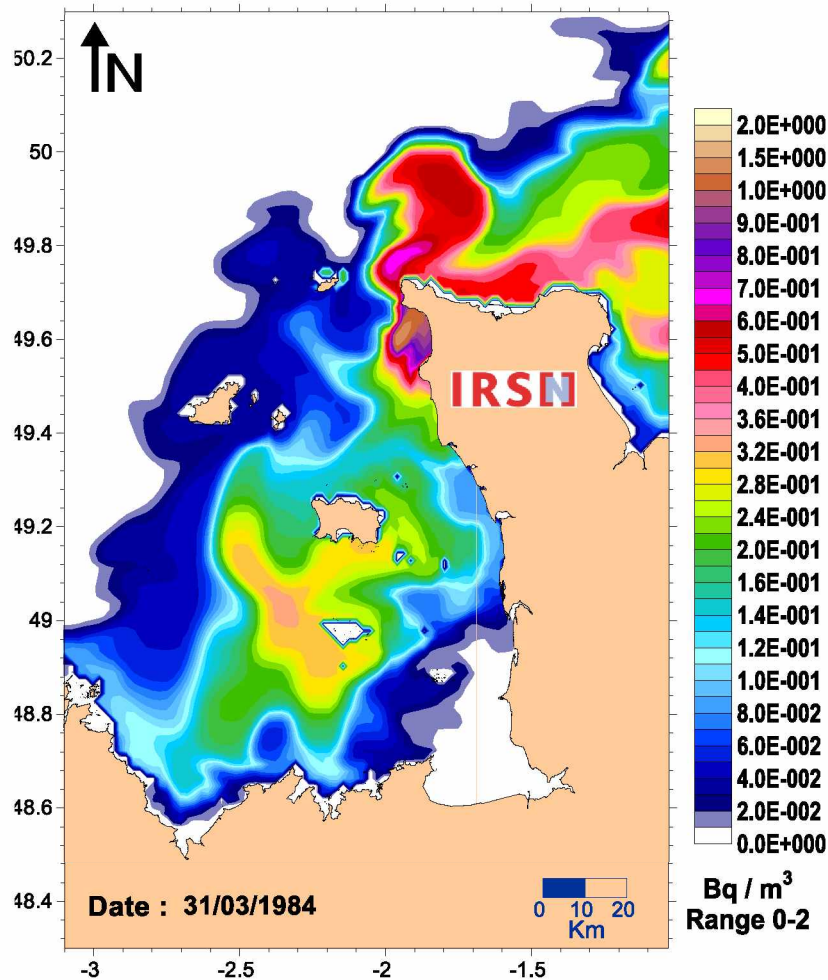 N
50.2
50
49.8
49.6
49.4
49.2
49
48.8
48.6
48.4
-3
-2.5
-2
-1.5
IRSN
Date : 31/03/1984
0 10 20
Km
2.0E+000
1.5E+000
1.0E+000
9.0E-001
8.0E-001
7.0E-001
6.0E-001
5.0E-001
4.0E-001
3.6E-001
3.2E-001
2.8E-001
2.4E-001
2.0E-001
1.6E-001
1.2E-001
1.0E-001
8.0E-002
6.0E-002
4.0E-002
2.0E-002
0.0E+000
Bq / m³
Range 0-2